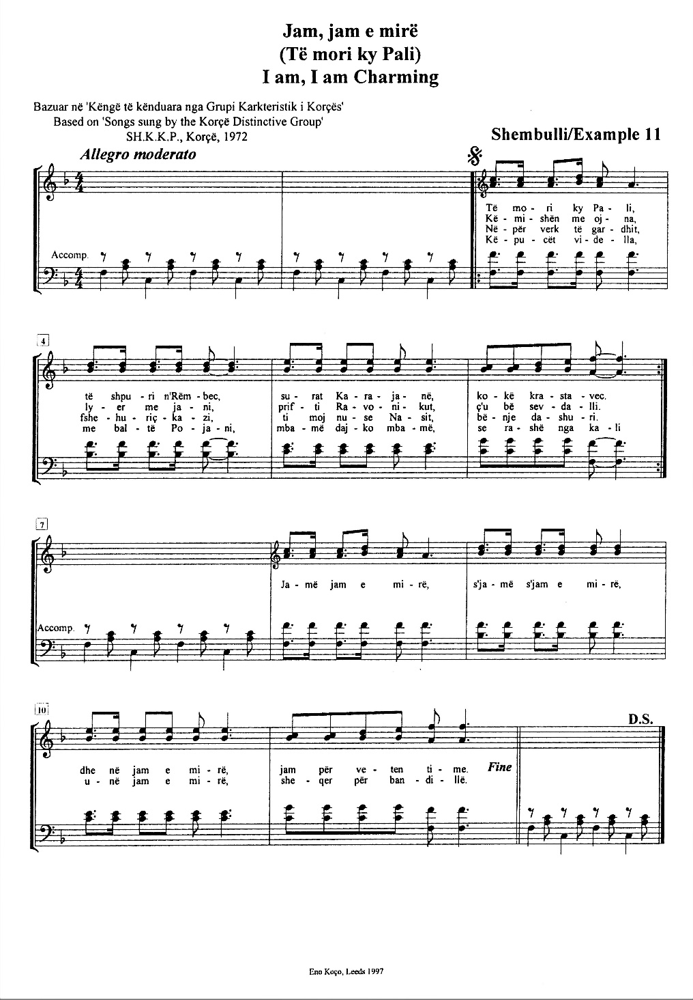 Jam, jam e mirë
(Të mori ky Pali)
I am, I am Charming
Bazuar në 'Këngë të kënduara nga Grupi Karkteristik i Korçës'
Based on 'Songs sung by the Korçë Distinctive Group'
SH.K.K.P., Korçë, 1972
Shembulli/Example 11
Allegro moderato
Të mo - ri ky Pa - li,
Kë - mi - shën me oj - na,
Në - për verk të gar - dhit,
Kë - pu - cët vi - de - lla,
Accomp.
4
të shpu - ri n'Rëm - bec, su - rat Ka - ra - ja - në, ko - kë kra - sta - vec.
ly - er me ja - ni, prif - ti Ra - vo - ni - kut, ç'u bë sev - da - lli.
fshe - hu - riç - ka - zi, ti moj nu - se Na - sit, bë - nje da - shu - ri.
me bal - të Po - ja - ni, mba - më daj - ko mba - më, se ra - shë nga ka - li
7
Ja - më jam e mi - rë, s'ja - më s'jam e mi - rë,
Accomp.
10
D.S.
dhe në jam e mi - rë, jam për ve - ten ti - me. Fine
u - në jam e mi - rë, she - qer për ban - di - llë.
Eno Koço, Leeds 1997